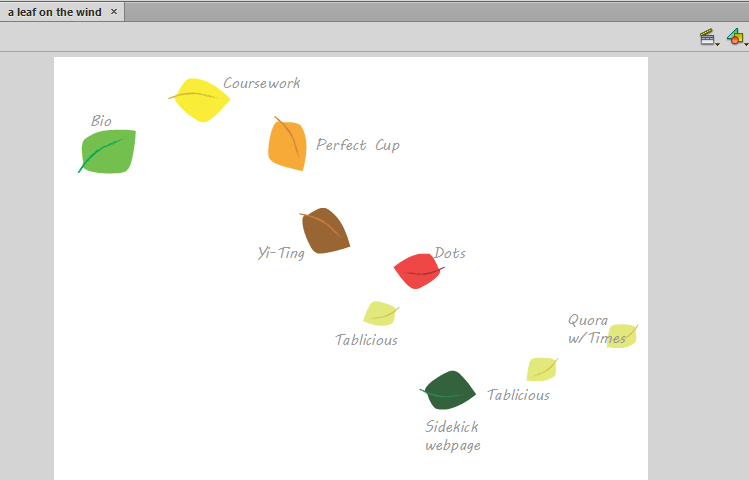 a leaf on the wind ×
Coursework
Bio
Perfect Cup
Yi-Ting
Dots
Tablicious
Quora
w/Times
Tablicious
Sidekick
webpage